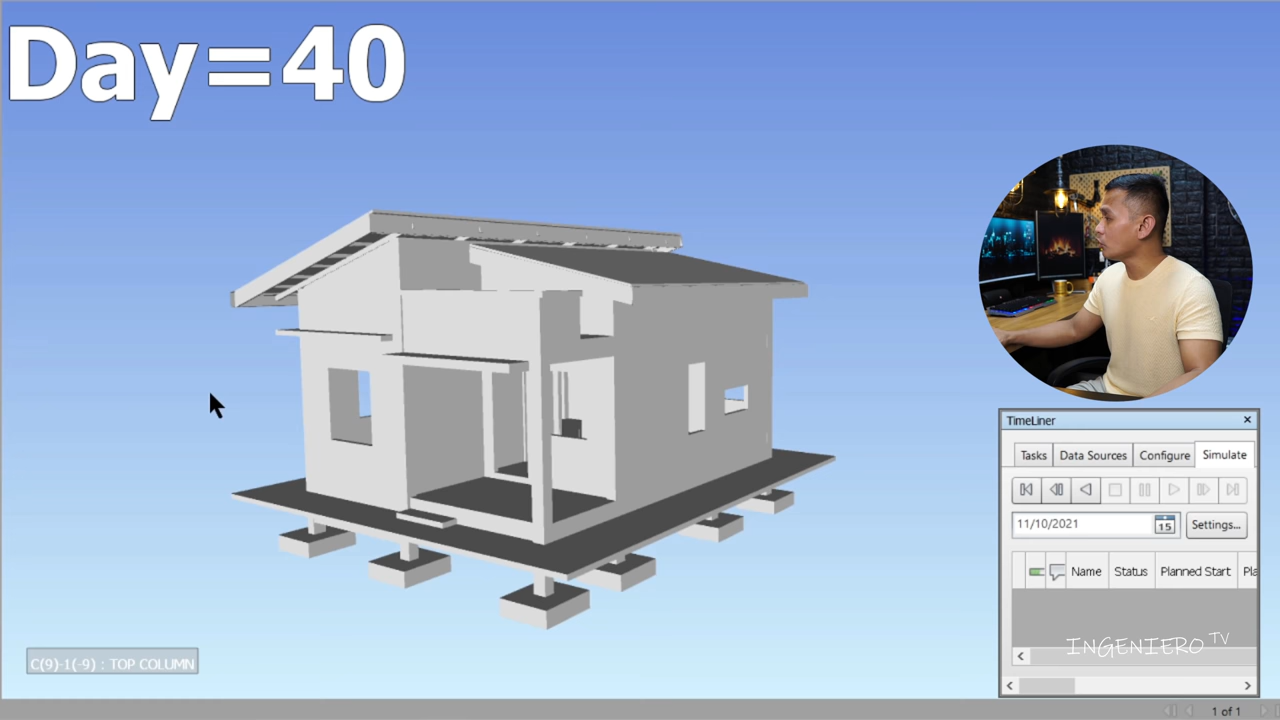 Day=40
TimeLiner
Tasks
Data Sources
Configure
Simulate
11/10/2021
15
Settings...
Name
Status
Planned Start
Pla
INGENIERO TV
C(9)-1(-9) : TOP COLUMN
1 of 1